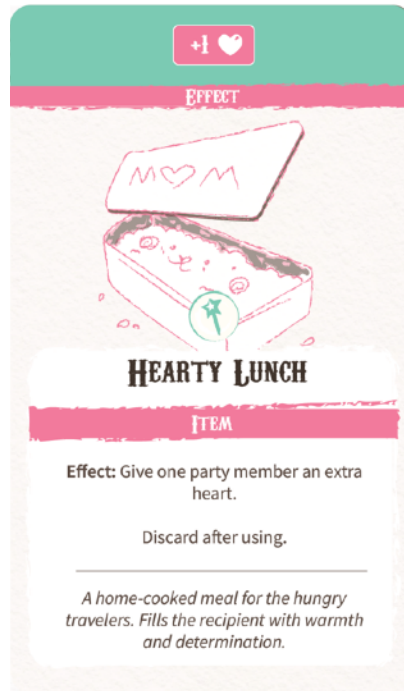 +1
Effect
M♡M
Hearty Lunch
Item
Effect: Give one party member an extra
heart.
Discard after using.
A home-cooked meal for the hungry
travelers. Fills the recipient with warmth
and determination.